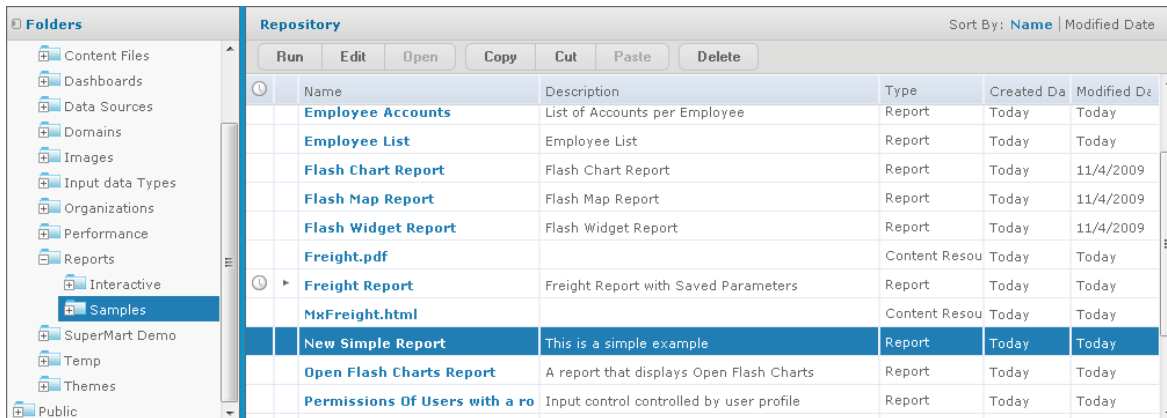 Folders
Content Files
Dashboards
Data Sources
Domains
Images
Input data Types
Organizations
Performance
Reports
Interactive
Samples
SuperMart Demo
Temp
Themes
Public
Repository
Sort By: Name | Modified Date
Run Edit Open Copy Cut Paste Delete
Name Description Type Created Da Modified Da
Employee Accounts List of Accounts per Employee Report Today Today
Employee List Employee List Report Today Today
Flash Chart Report Flash Chart Report Report Today 11/4/2009
Flash Map Report Flash Map Report Report Today 11/4/2009
Flash Widget Report Flash Widget Report Report Today 11/4/2009
Freight.pdf Content Resou Today Today
Freight Report Freight Report with Saved Parameters Report Today Today
MxFreight.html Content Resou Today Today
New Simple Report This is a simple example Report Today Today
Open Flash Charts Report A report that displays Open Flash Charts Report Today Today
Permissions Of Users with a ro Input control controlled by user profile Report Today Today